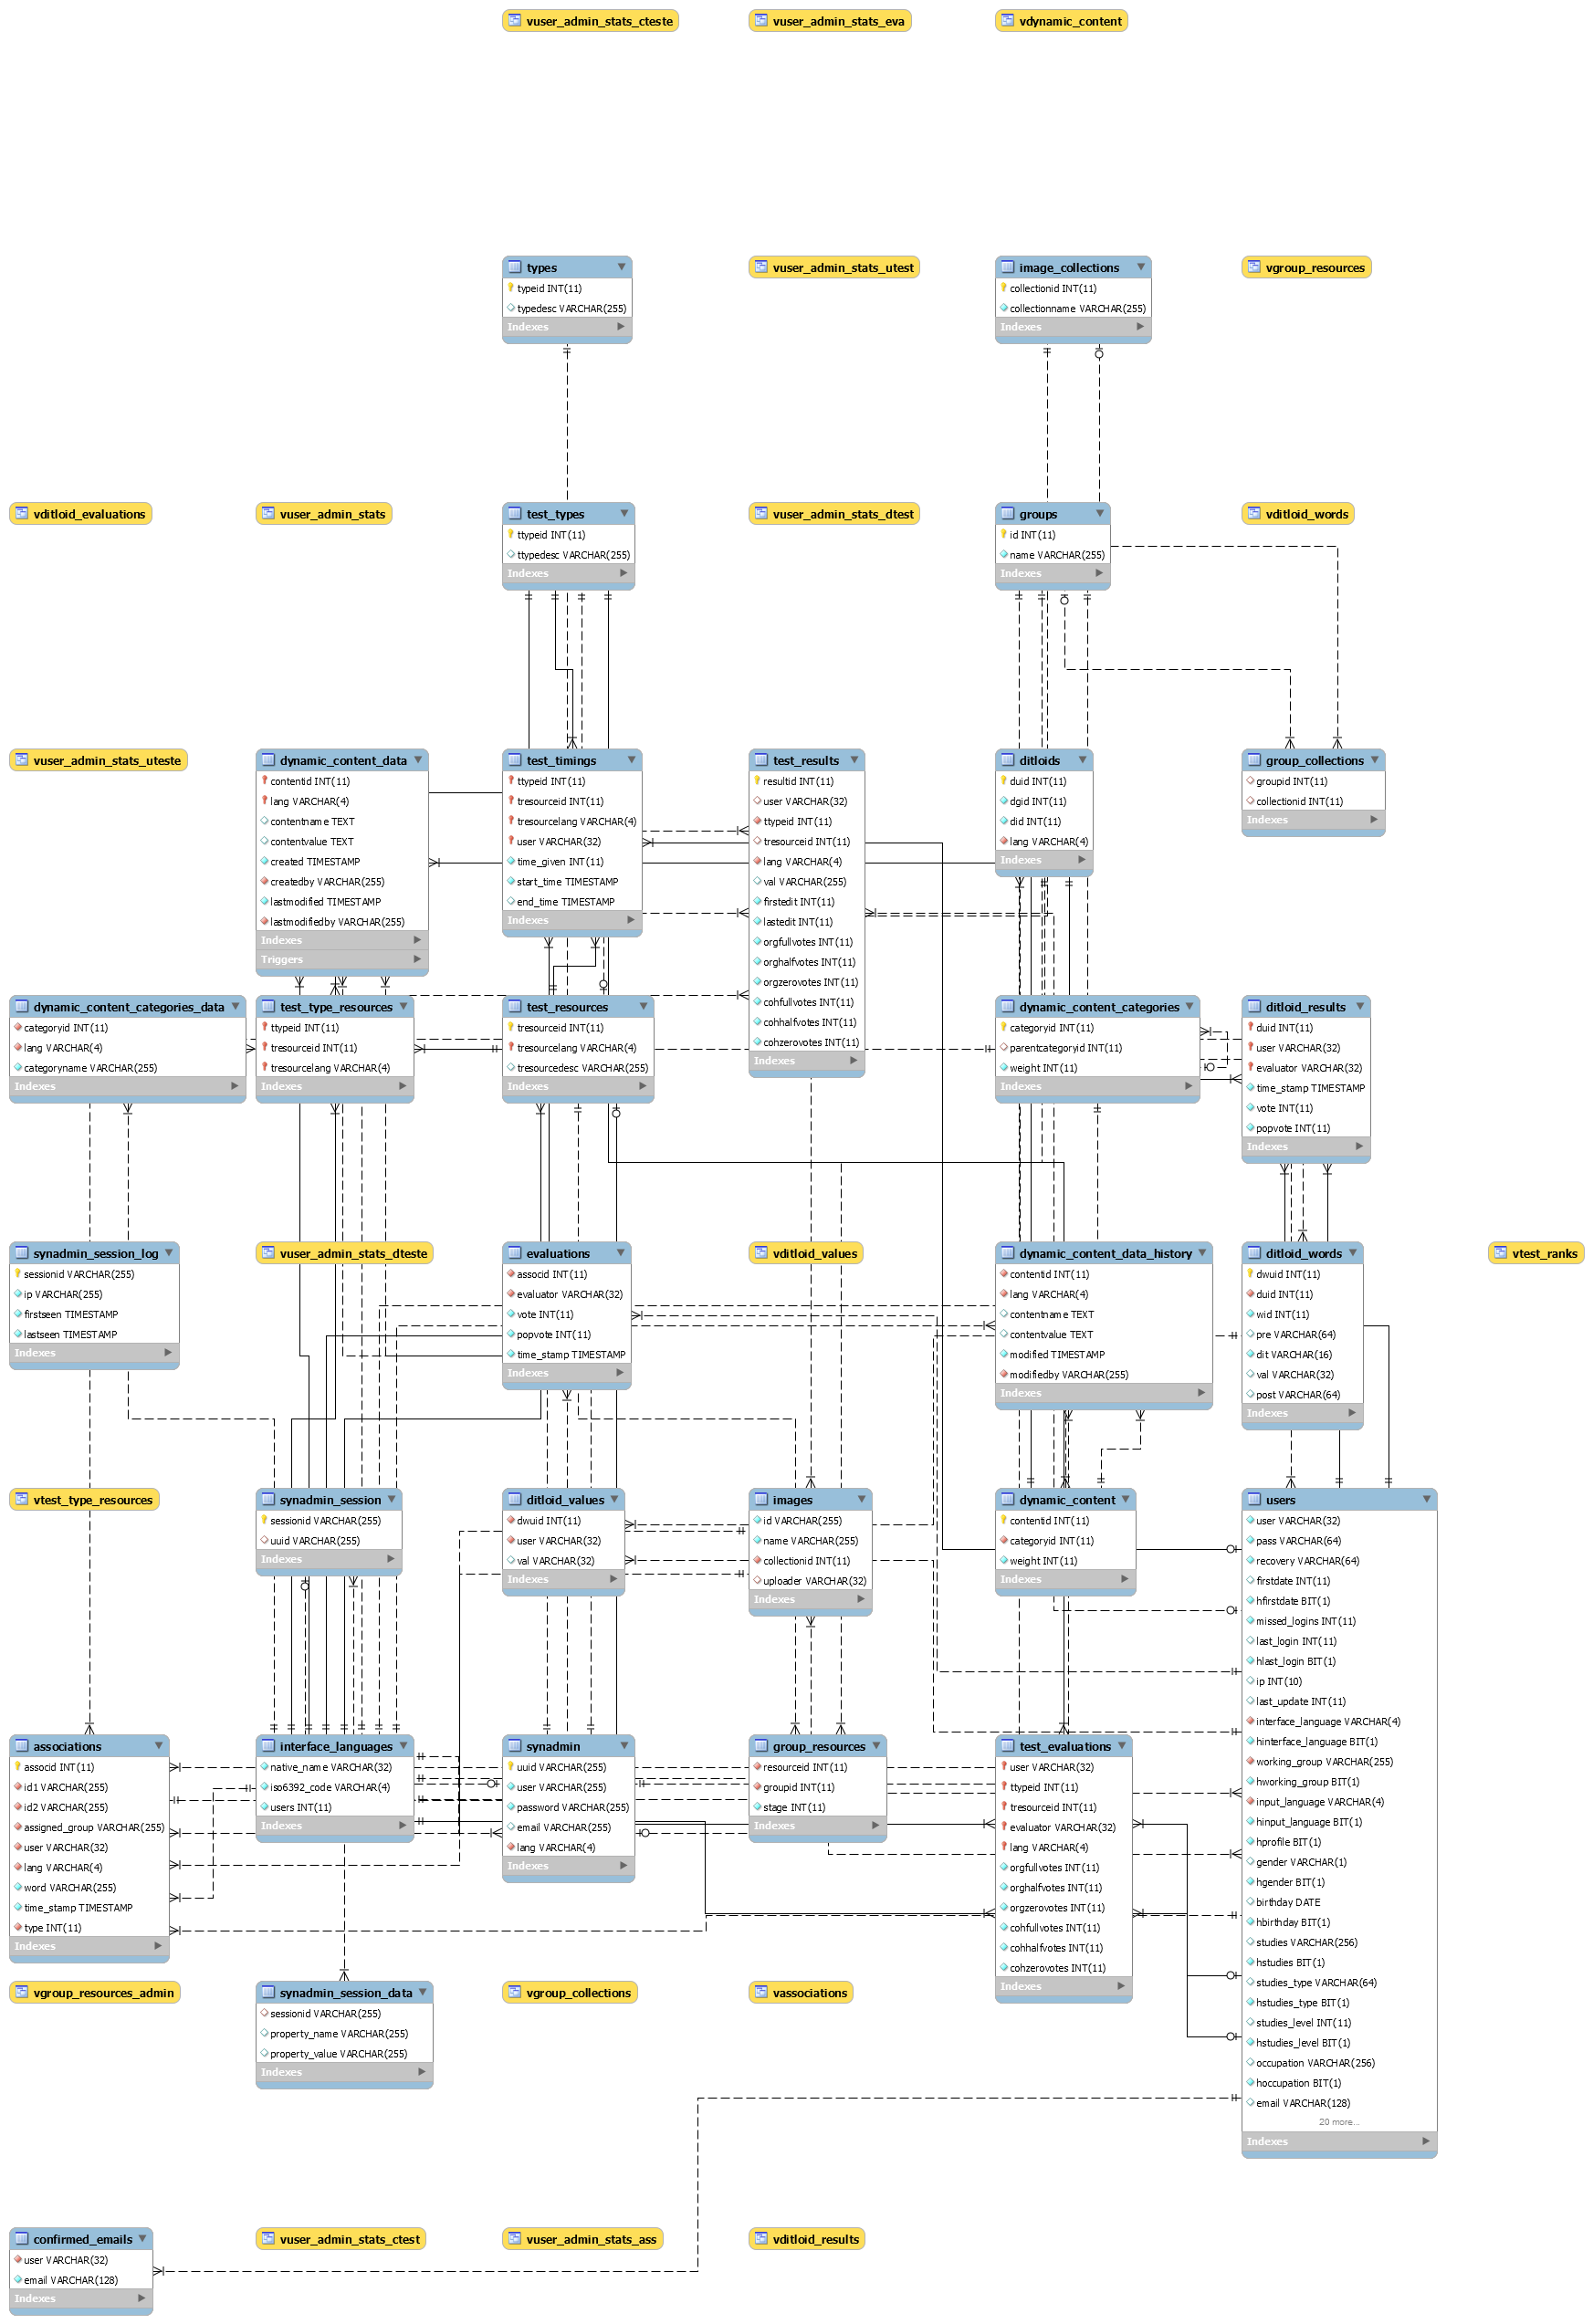 vuser_admin_stats_cteste
vuser_admin_stats_eva
vdynamic_content
types
typeid INT(11)
typedesc VARCHAR(255)
Indexes
vuser_admin_stats_utest
image_collections
collectionid INT(11)
collectionname VARCHAR(255)
Indexes
vgroup_resources
vditloid_evaluations
vuser_admin_stats
test_types
ttypeid INT(11)
ttypedesc VARCHAR(255)
Indexes
vuser_admin_stats_dtest
groups
id INT(11)
name VARCHAR(255)
Indexes
vditloid_words
vuser_admin_stats_uteste
dynamic_content_data
contentid INT(11)
lang VARCHAR(4)
contentname TEXT
contentvalue TEXT
created TIMESTAMP
createdby VARCHAR(255)
lastmodified TIMESTAMP
lastmodifiedby VARCHAR(255)
Indexes
Triggers
test_timings
ttypeid INT(11)
tresourceid INT(11)
tresourcelang VARCHAR(4)
user VARCHAR(32)
time_given INT(11)
start_time TIMESTAMP
end_time TIMESTAMP
Indexes
test_results
resultid INT(11)
user VARCHAR(32)
ttypeid INT(11)
tresourceid INT(11)
lang VARCHAR(4)
val VARCHAR(255)
firstedit INT(11)
lastedit INT(11)
orgfullvotes INT(11)
orghalfvotes INT(11)
orgzerovotes INT(11)
cohfullvotes INT(11)
cohhalfvotes INT(11)
cohzerovotes INT(11)
Indexes
ditloids
duid INT(11)
dgid INT(11)
did INT(11)
lang VARCHAR(4)
Indexes
group_collections
groupid INT(11)
collectionid INT(11)
Indexes
dynamic_content_categories_data
categoryid INT(11)
lang VARCHAR(4)
categoryname VARCHAR(255)
Indexes
test_type_resources
ttypeid INT(11)
tresourceid INT(11)
tresourcelang VARCHAR(4)
Indexes
test_resources
tresourceid INT(11)
tresourcelang VARCHAR(4)
tresourcedesc VARCHAR(255)
Indexes
dynamic_content_categories
categoryid INT(11)
parentcategoryid INT(11)
weight INT(11)
Indexes
ditloid_results
duid INT(11)
user VARCHAR(32)
evaluator VARCHAR(32)
time_stamp TIMESTAMP
vote INT(11)
popvote INT(11)
Indexes
synadmin_session_log
sessionid VARCHAR(255)
ip VARCHAR(255)
firstseen TIMESTAMP
lastseen TIMESTAMP
Indexes
vuser_admin_stats_dteste
evaluations
associd INT(11)
evaluator VARCHAR(32)
vote INT(11)
popvote INT(11)
time_stamp TIMESTAMP
Indexes
vditloid_values
dynamic_content_data_history
contentid INT(11)
lang VARCHAR(4)
contentname TEXT
contentvalue TEXT
modified TIMESTAMP
modifiedby VARCHAR(255)
Indexes
ditloid_words
dwuid INT(11)
duid INT(11)
wid INT(11)
pre VARCHAR(64)
dit VARCHAR(16)
val VARCHAR(32)
post VARCHAR(64)
Indexes
vtest_ranks
vtest_type_resources
synadmin_session
sessionid VARCHAR(255)
uuid VARCHAR(255)
Indexes
ditloid_values
dwuid INT(11)
user VARCHAR(32)
val VARCHAR(32)
Indexes
images
id VARCHAR(255)
name VARCHAR(255)
collectionid INT(11)
uploader VARCHAR(32)
Indexes
dynamic_content
contentid INT(11)
categoryid INT(11)
weight INT(11)
Indexes
users
user VARCHAR(32)
pass VARCHAR(64)
recovery VARCHAR(64)
firstdate INT(11)
hfirstdate BIT(1)
missed_logins INT(11)
last_login INT(11)
hlast_login BIT(1)
ip INT(10)
last_update INT(11)
interface_language VARCHAR(4)
hinterface_language BIT(1)
working_group VARCHAR(255)
hworking_group BIT(1)
input_language VARCHAR(4)
hinput_language BIT(1)
hprofile BIT(1)
gender VARCHAR(1)
hgender BIT(1)
birthday DATE
hbirthday BIT(1)
studies VARCHAR(256)
hstudies BIT(1)
studies_type VARCHAR(64)
hstudies_type BIT(1)
studies_level INT(11)
hstudies_level BIT(1)
occupation VARCHAR(256)
hoccupation BIT(1)
email VARCHAR(128)
20 more...
Indexes
associations
associd INT(11)
id1 VARCHAR(255)
id2 VARCHAR(255)
assigned_group VARCHAR(255)
user VARCHAR(32)
lang VARCHAR(4)
word VARCHAR(255)
time_stamp TIMESTAMP
type INT(11)
Indexes
interface_languages
native_name VARCHAR(32)
iso6392_code VARCHAR(4)
users INT(11)
Indexes
synadmin
uuid VARCHAR(255)
user VARCHAR(255)
password VARCHAR(255)
email VARCHAR(255)
lang VARCHAR(4)
Indexes
group_resources
resourceid INT(11)
groupid INT(11)
stage INT(11)
Indexes
test_evaluations
user VARCHAR(32)
ttypeid INT(11)
tresourceid INT(11)
evaluator VARCHAR(32)
lang VARCHAR(4)
orgfullvotes INT(11)
orghalfvotes INT(11)
orgzerovotes INT(11)
cohfullvotes INT(11)
cohhalfvotes INT(11)
cohzerovotes INT(11)
Indexes
vgroup_resources_admin
synadmin_session_data
sessionid VARCHAR(255)
property_name VARCHAR(255)
property_value VARCHAR(255)
Indexes
vgroup_collections
vassociations
confirmed_emails
user VARCHAR(32)
email VARCHAR(128)
Indexes
vuser_admin_stats_ctest
vuser_admin_stats_ass
vditloid_results